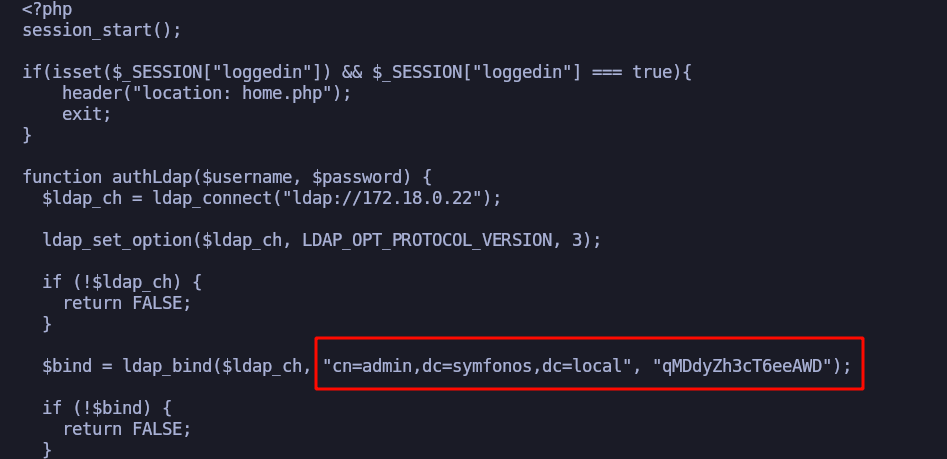 <?php
session_start();
if(isset($_SESSION["loggedin"]) && $_SESSION["loggedin"] === true){
    header("location: home.php");
    exit;
}
function authLdap($username, $password) {
  $ldap_ch = ldap_connect("ldap://172.18.0.22");
  ldap_set_option($ldap_ch, LDAP_OPT_PROTOCOL_VERSION, 3);
  if (!$ldap_ch) {
    return FALSE;
  }
  $bind = ldap_bind($ldap_ch, "cn=admin,dc=symfonos,dc=local", "qMDdyZh3cT6eeAWD");
  if (!$bind) {
    return FALSE;
  }